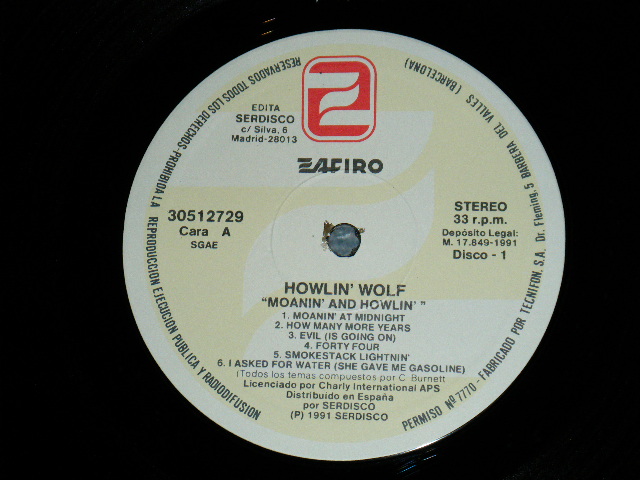 RESERVADOS TODOS LOS DERECHOS-PROHIBIDA LA REPRODUCCION EJECUCION PUBLICA Y RADIODIFUSION
EDITA
SERDISCO
c/ Silva, 6
Madrid-28013
ZAFIRO
30512729
Cara A
SGAE
STEREO
33 r.p.m.
Depósito Legal:
M. 17.849-1991
Disco - 1
HOWLIN' WOLF
"MOANIN' AND HOWLIN' "
1. MOANIN' AT MIDNIGHT
2. HOW MANY MORE YEARS
3. EVIL (IS GOING ON)
4. FORTY FOUR
5. SMOKESTACK LIGHTNIN'
6. I ASKED FOR WATER (SHE GAVE ME GASOLINE)
(Todos los temas compuestos por C. Burnett
Licenciado por Charly International APS
Distribuido en España
por SERDISCO
(P) 1991 SERDISCO
PERMISO Nº 7770 - FABRICADO POR TECNIFON, S.A. Dr. Fleming, 5 BARBERA DEL VALLES (BARCELONA)